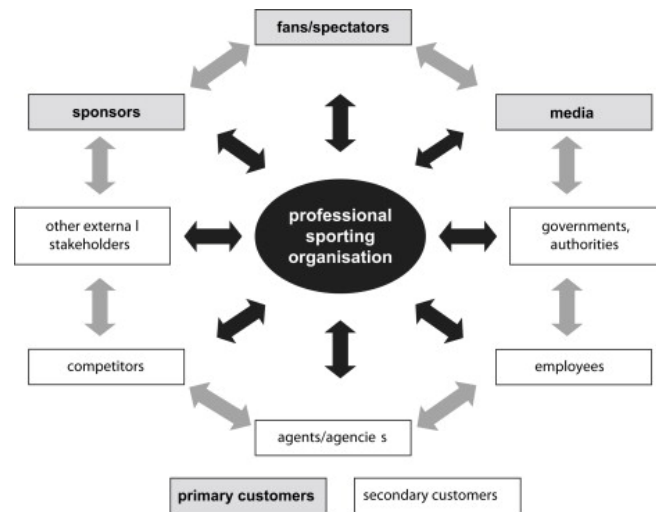 fans/spectators
sponsors
media
other externa l
stakeholders
professional
sporting
organisation
governments,
authorities
competitors
employees
agents/agencie s
primary customers
secondary customers